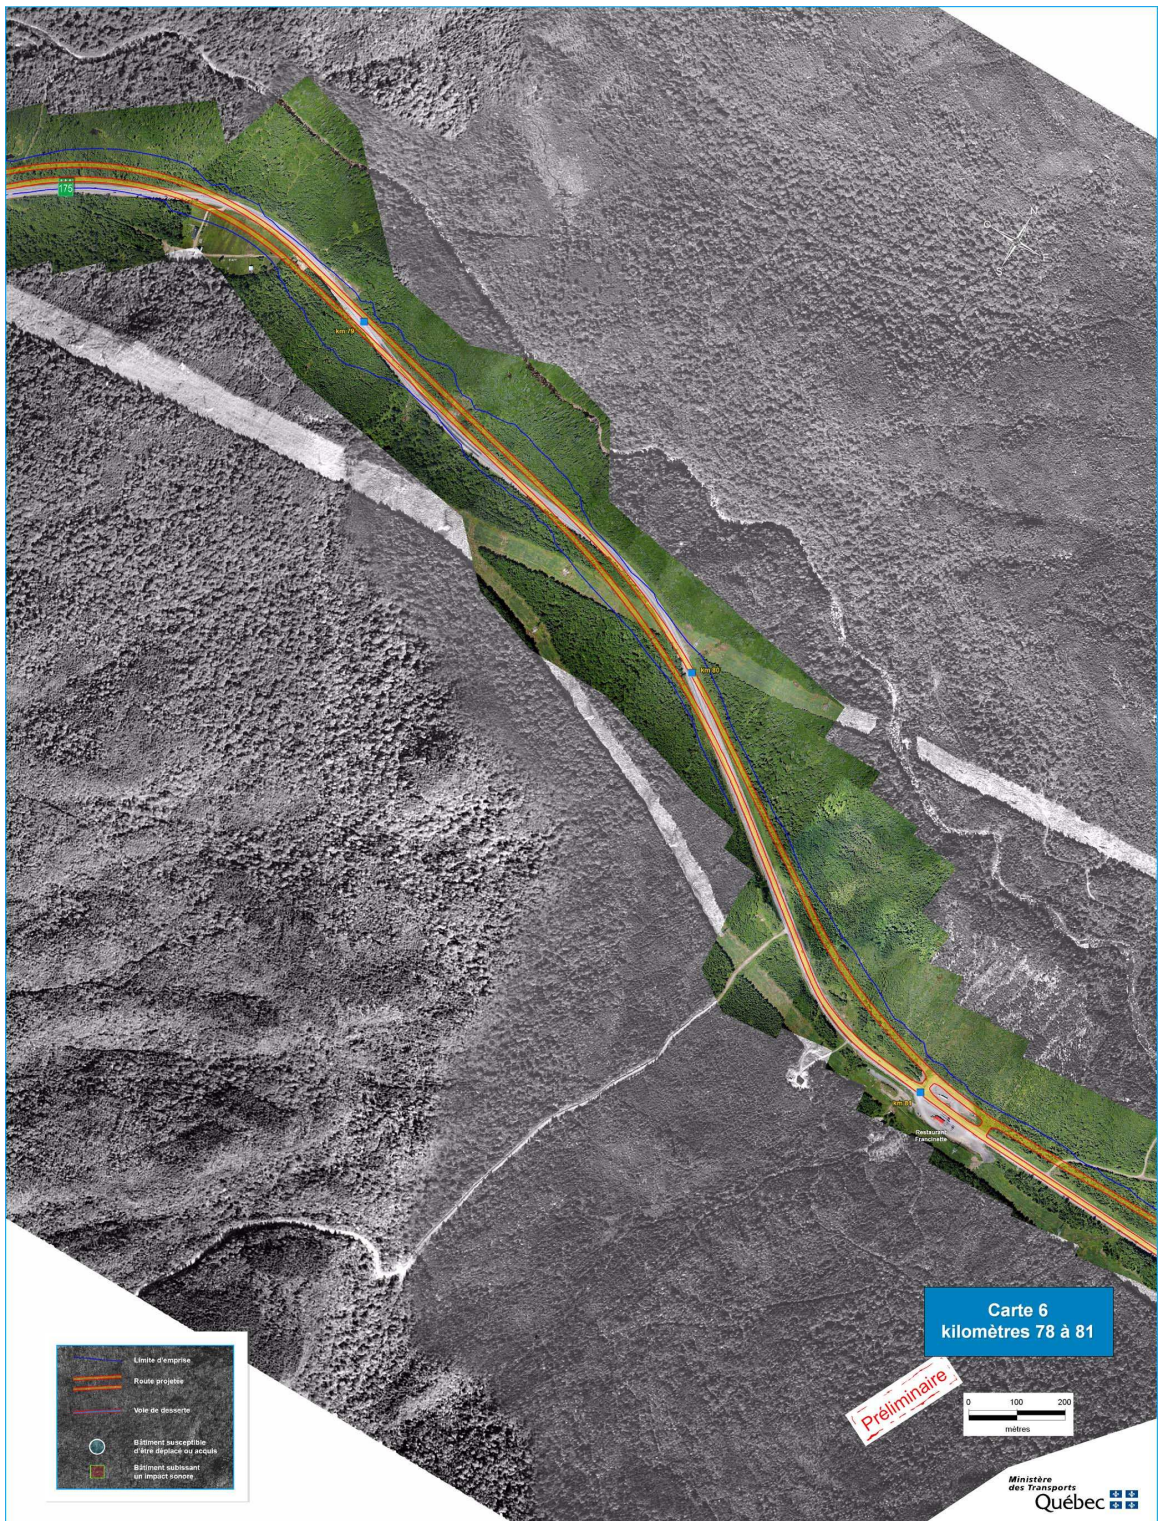 175
N
O
E
S
km 79
km 80
km 81
Restaurant
Francinette
Carte 6
kilomètres 78 à 81
Préliminaire
0 100 200
mètres
Limite d'emprise
Route projetée
Voie de desserte
Bâtiment susceptible
d'être déplacé ou acquis
Bâtiment subissant
un impact sonore
Ministère
des Transports
Québec